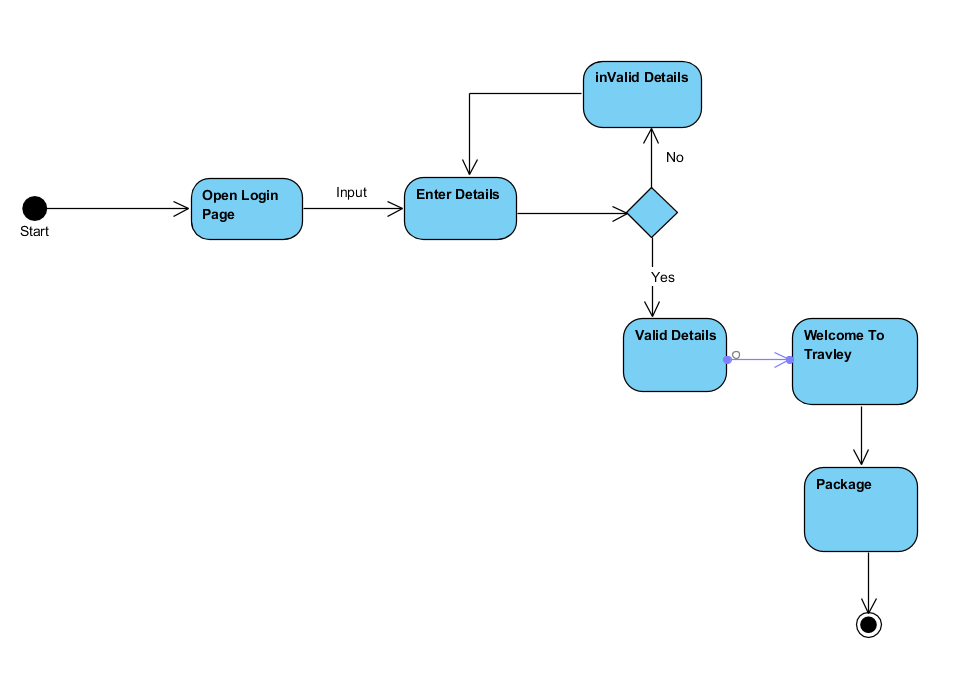 inValid Details
No
Open Login
Page
Input
Enter Details
Start
Yes
Valid Details
Welcome To
Travley
Package